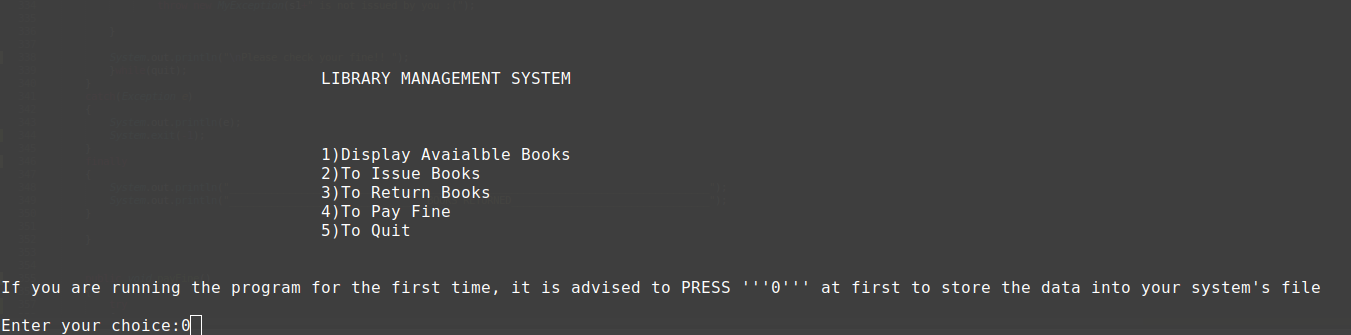 LIBRARY MANAGEMENT SYSTEM
1)Display Avaialble Books
2)To Issue Books
3)To Return Books
4)To Pay Fine
5)To Quit
If you are running the program for the first time, it is advised to PRESS '''0''' at first to store the data into your system's file
Enter your choice:0